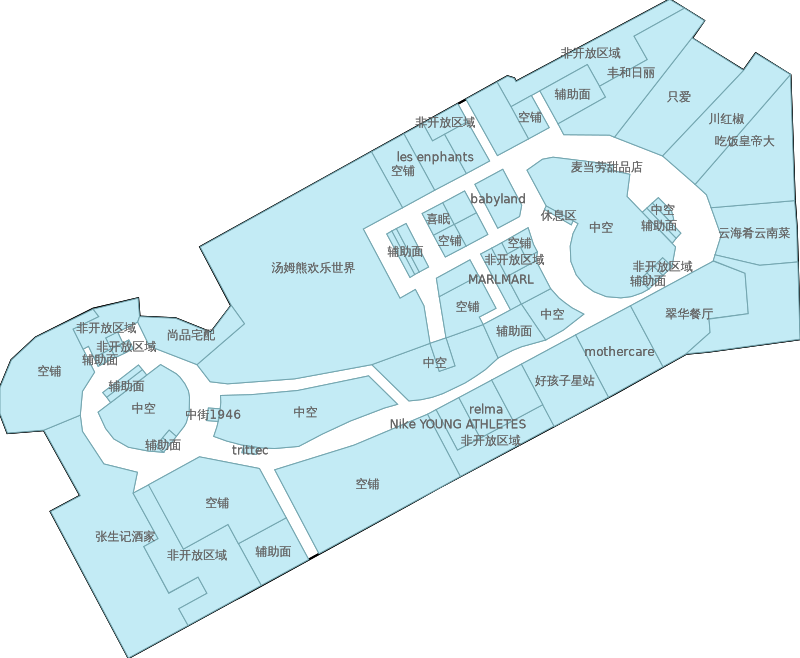 非开放区域
丰和日丽
辅助面
只爱
空铺
川红椒
非开放区域
吃饭皇帝大
les enphants
麦当劳甜品店
空铺
babyland
中空
休息区
喜眠
辅助面
中空
云海肴云南菜
空铺
空铺
辅助面
非开放区域
汤姆熊欢乐世界
非开放区域
MARLMARL
辅助面
空铺
中空
翠华餐厅
非开放区域
辅助面
尚品宅配
非开放区域
mothercare
辅助面
中空
空铺
好孩子星站
辅助面
中空
中街1946
中空
relma
Nike YOUNG ATHLETES
辅助面
trittec
非开放区域
空铺
空铺
张生记酒家
非开放区域
辅助面